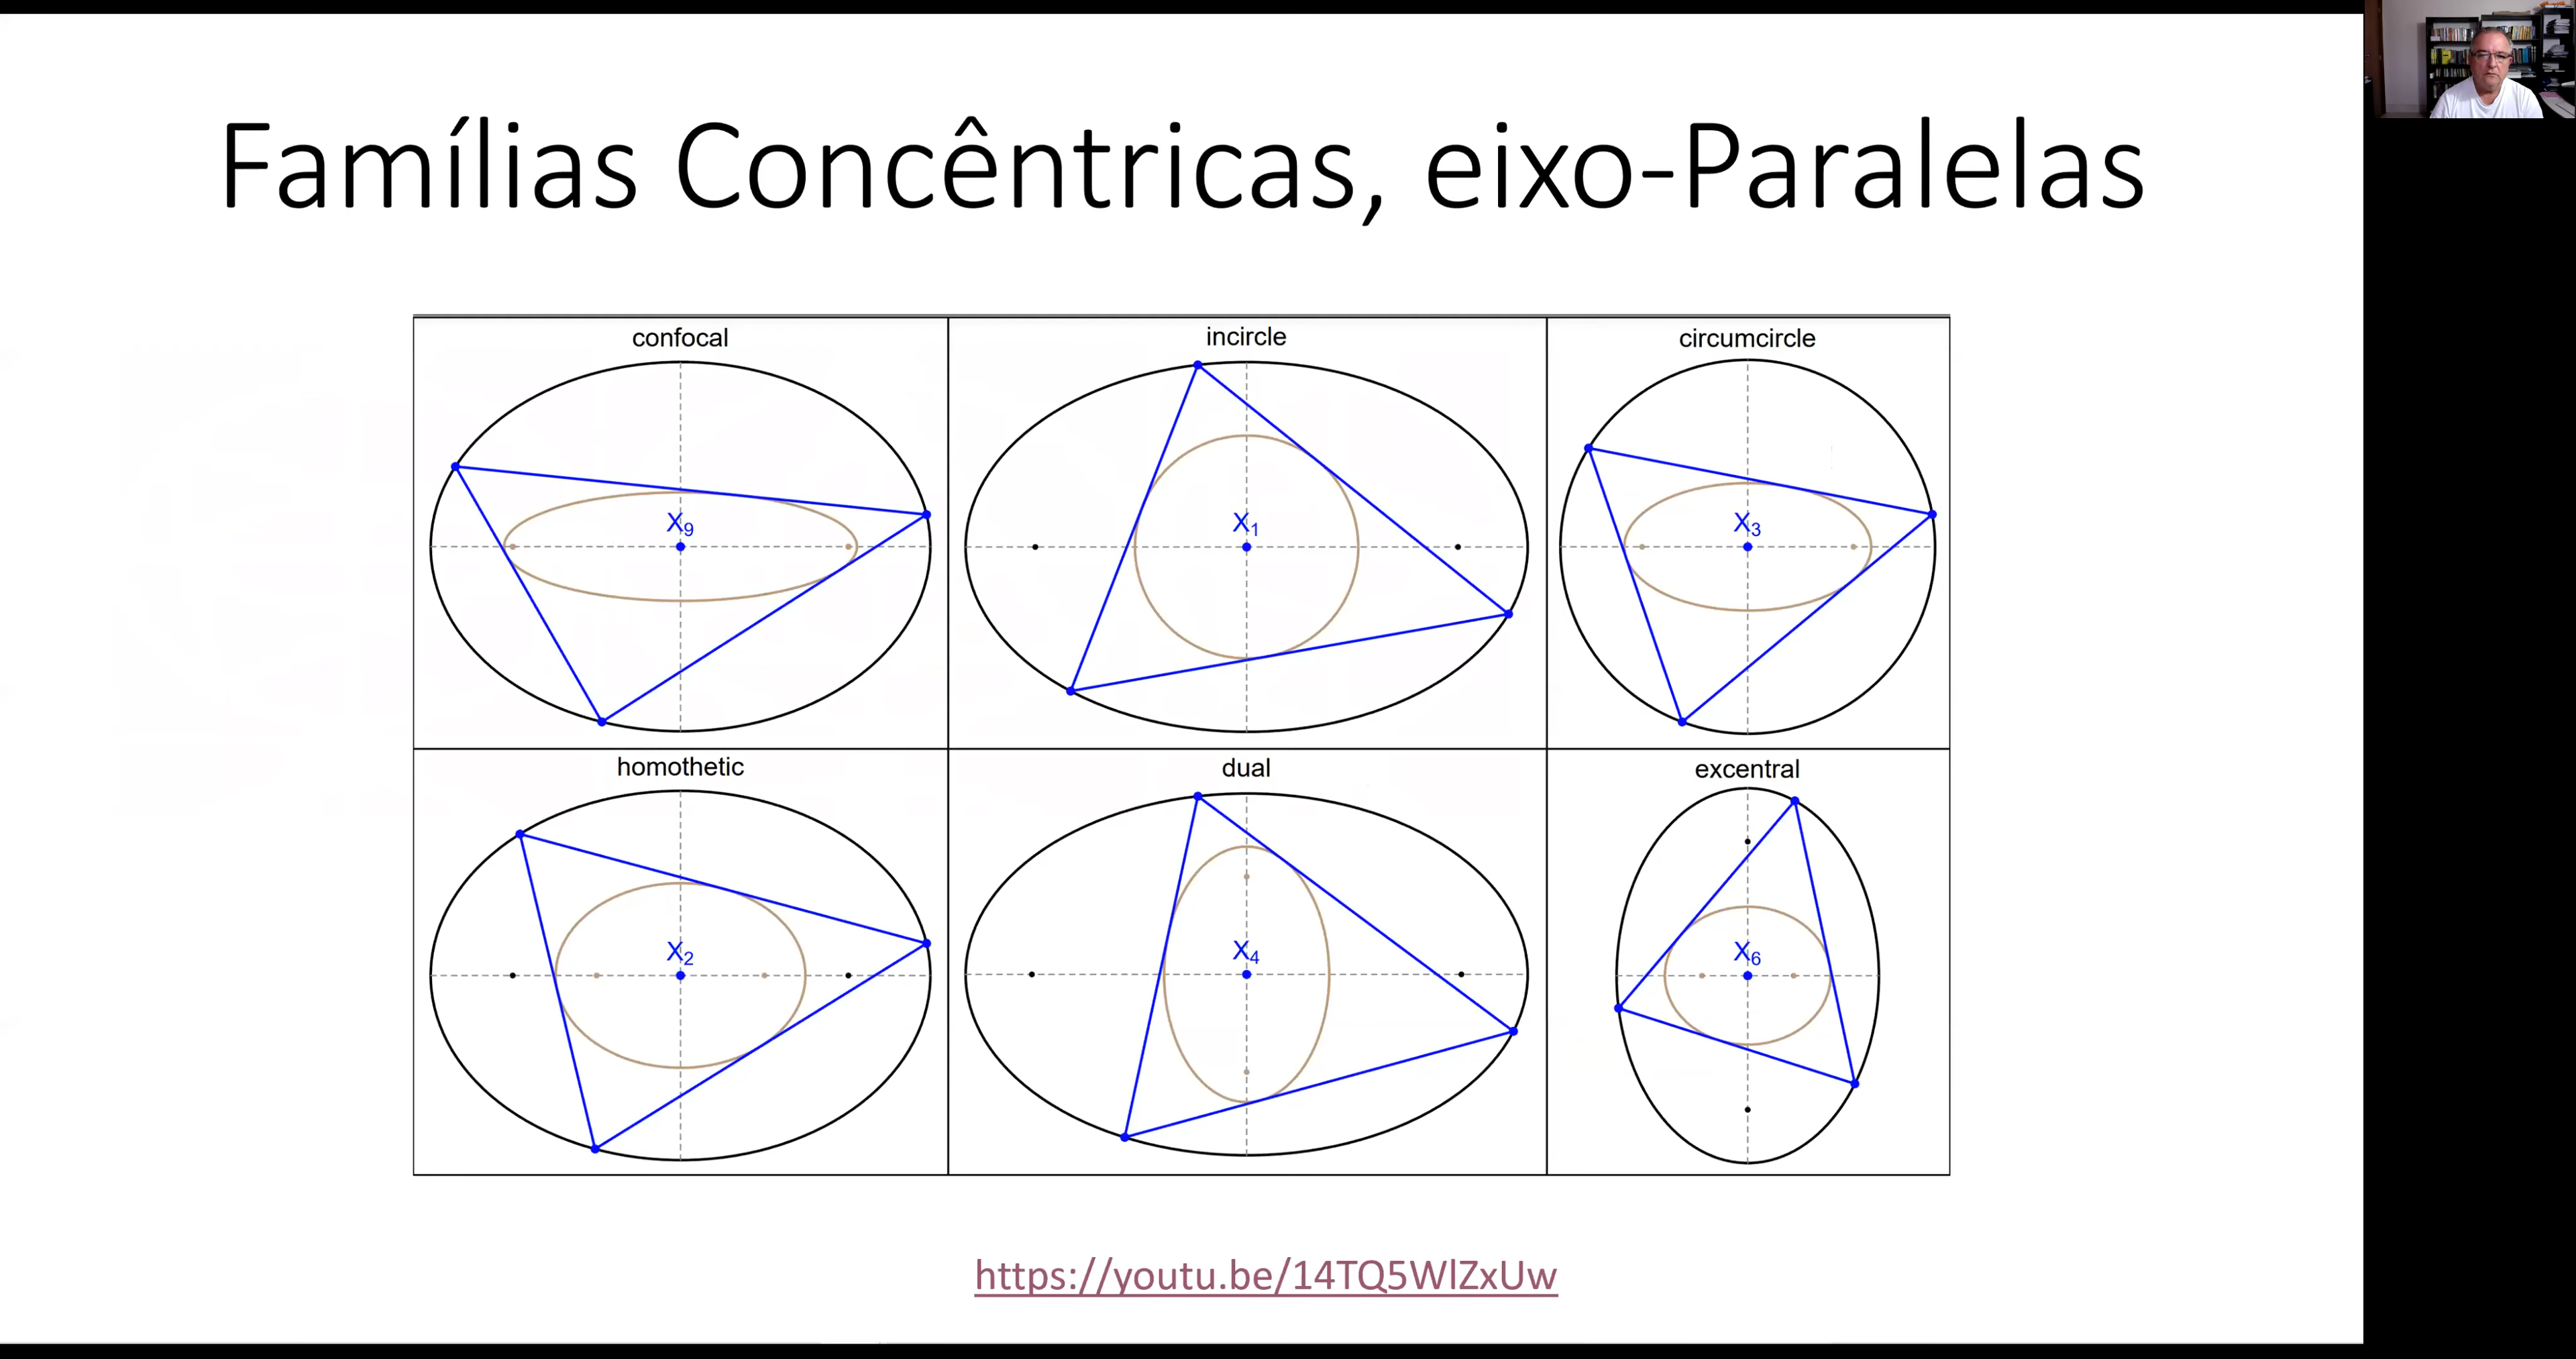 Famílias Concêntricas, eixo-Paralelas
confocal
incircle
circumcircle
X₉
X₁
X₃
homothetic
dual
excentral
X₂
X₄
X₆
https://youtu.be/14TQ5WlZxUw